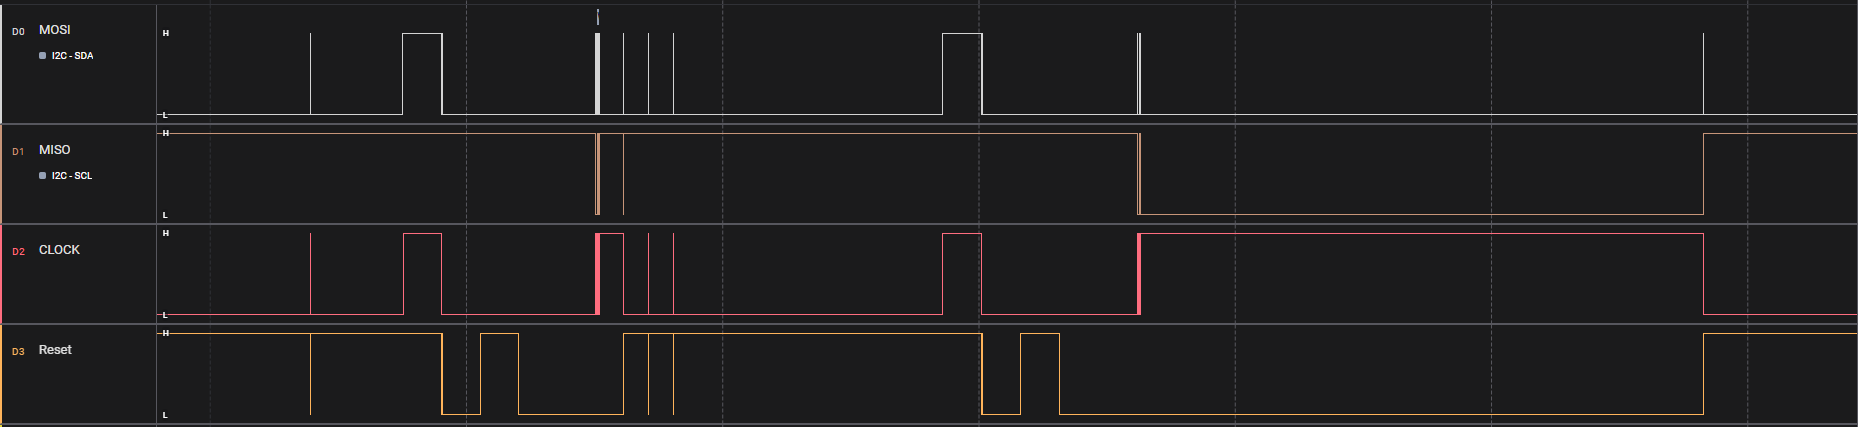 D0 MOSI
I2C - SDA
H
L
D1 MISO
I2C - SCL
H
L
D2 CLOCK
H
L
D3 Reset
H
L